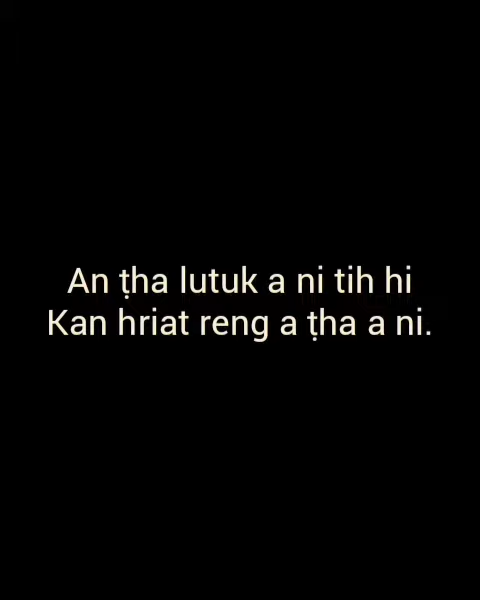 An ṭha lutuk a ni tih hi
Kan hriat reng a ṭha a ni.